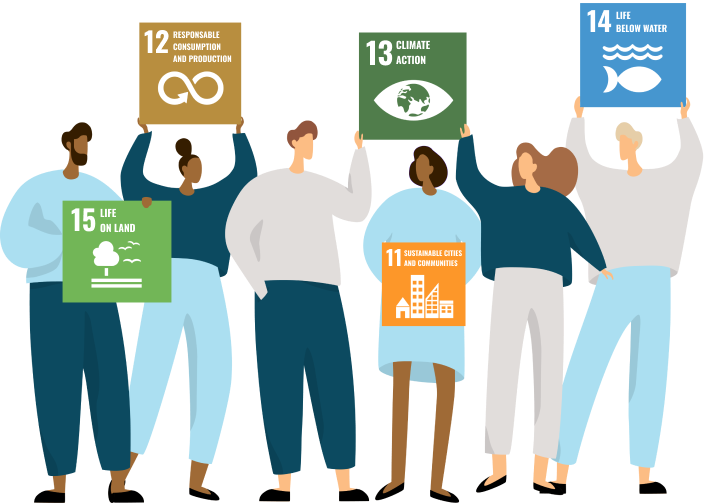 12 RESPONSIBLE
CONSUMPTION
AND PRODUCTION
13 CLIMATE
ACTION
14 LIFE
BELOW WATER
15 LIFE
ON LAND
11 SUSTAINABLE CITIES
AND COMMUNITIES